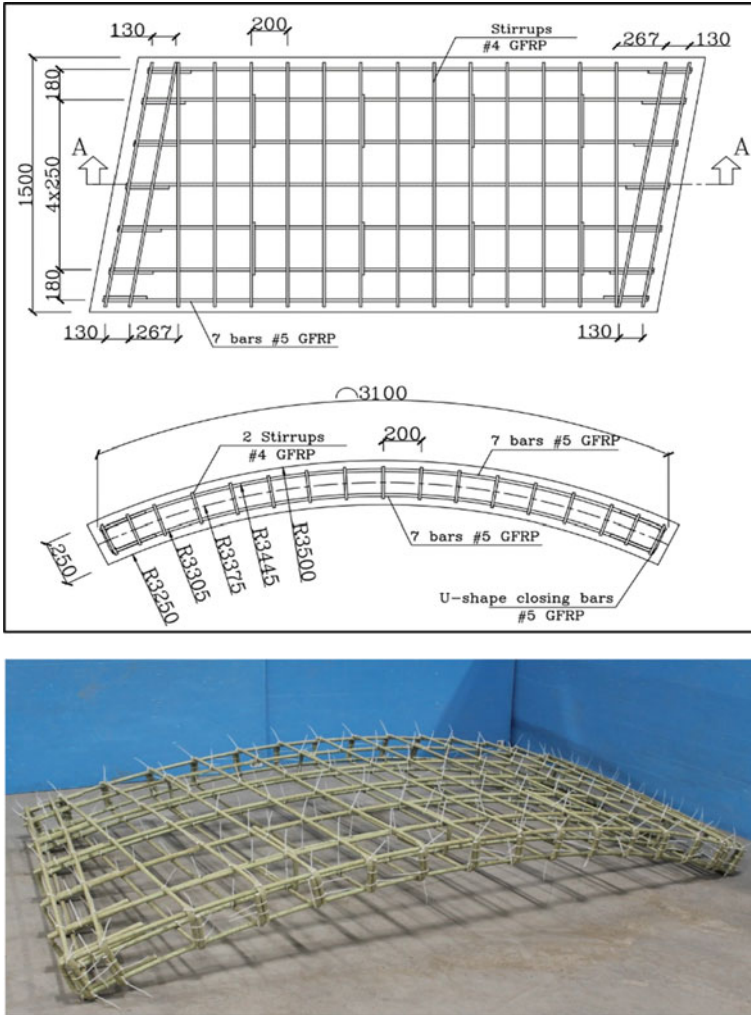 130
200
Stirrups
#4 GFRP
267
130
180
A
A
1500
4x250
180
130
267
7 bars #5 GFRP
130
3100
2 Stirrups
#4 GFRP
200
7 bars #5 GFRP
7 bars #5 GFRP
250
R3250
R3305
R3375
R3445
R3500
U-shape closing bars
#5 GFRP